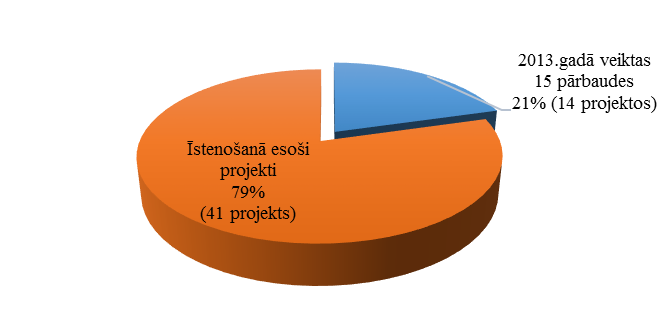 2013.gadā veiktas
15 pārbaudes
21% (14 projektos)
Īstenošanā esoši
projekti
79%
(41 projekts)